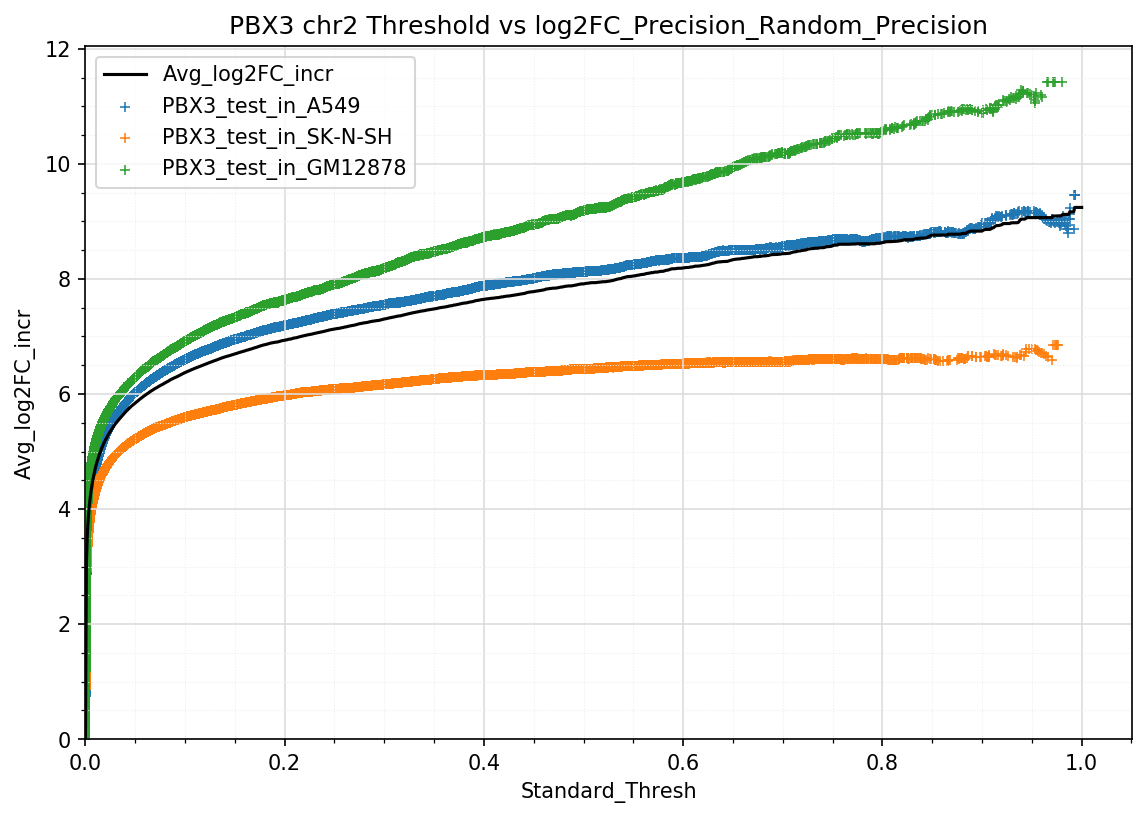 PBX3 chr2 Threshold vs log2FC_Precision_Random_Precision
Avg_log2FC_incr
PBX3_test_in_A549
PBX3_test_in_SK-N-SH
PBX3_test_in_GM12878
12
10
8
6
4
2
0
Avg_log2FC_incr
0.0 0.2 0.4 0.6 0.8 1.0
Standard_Thresh